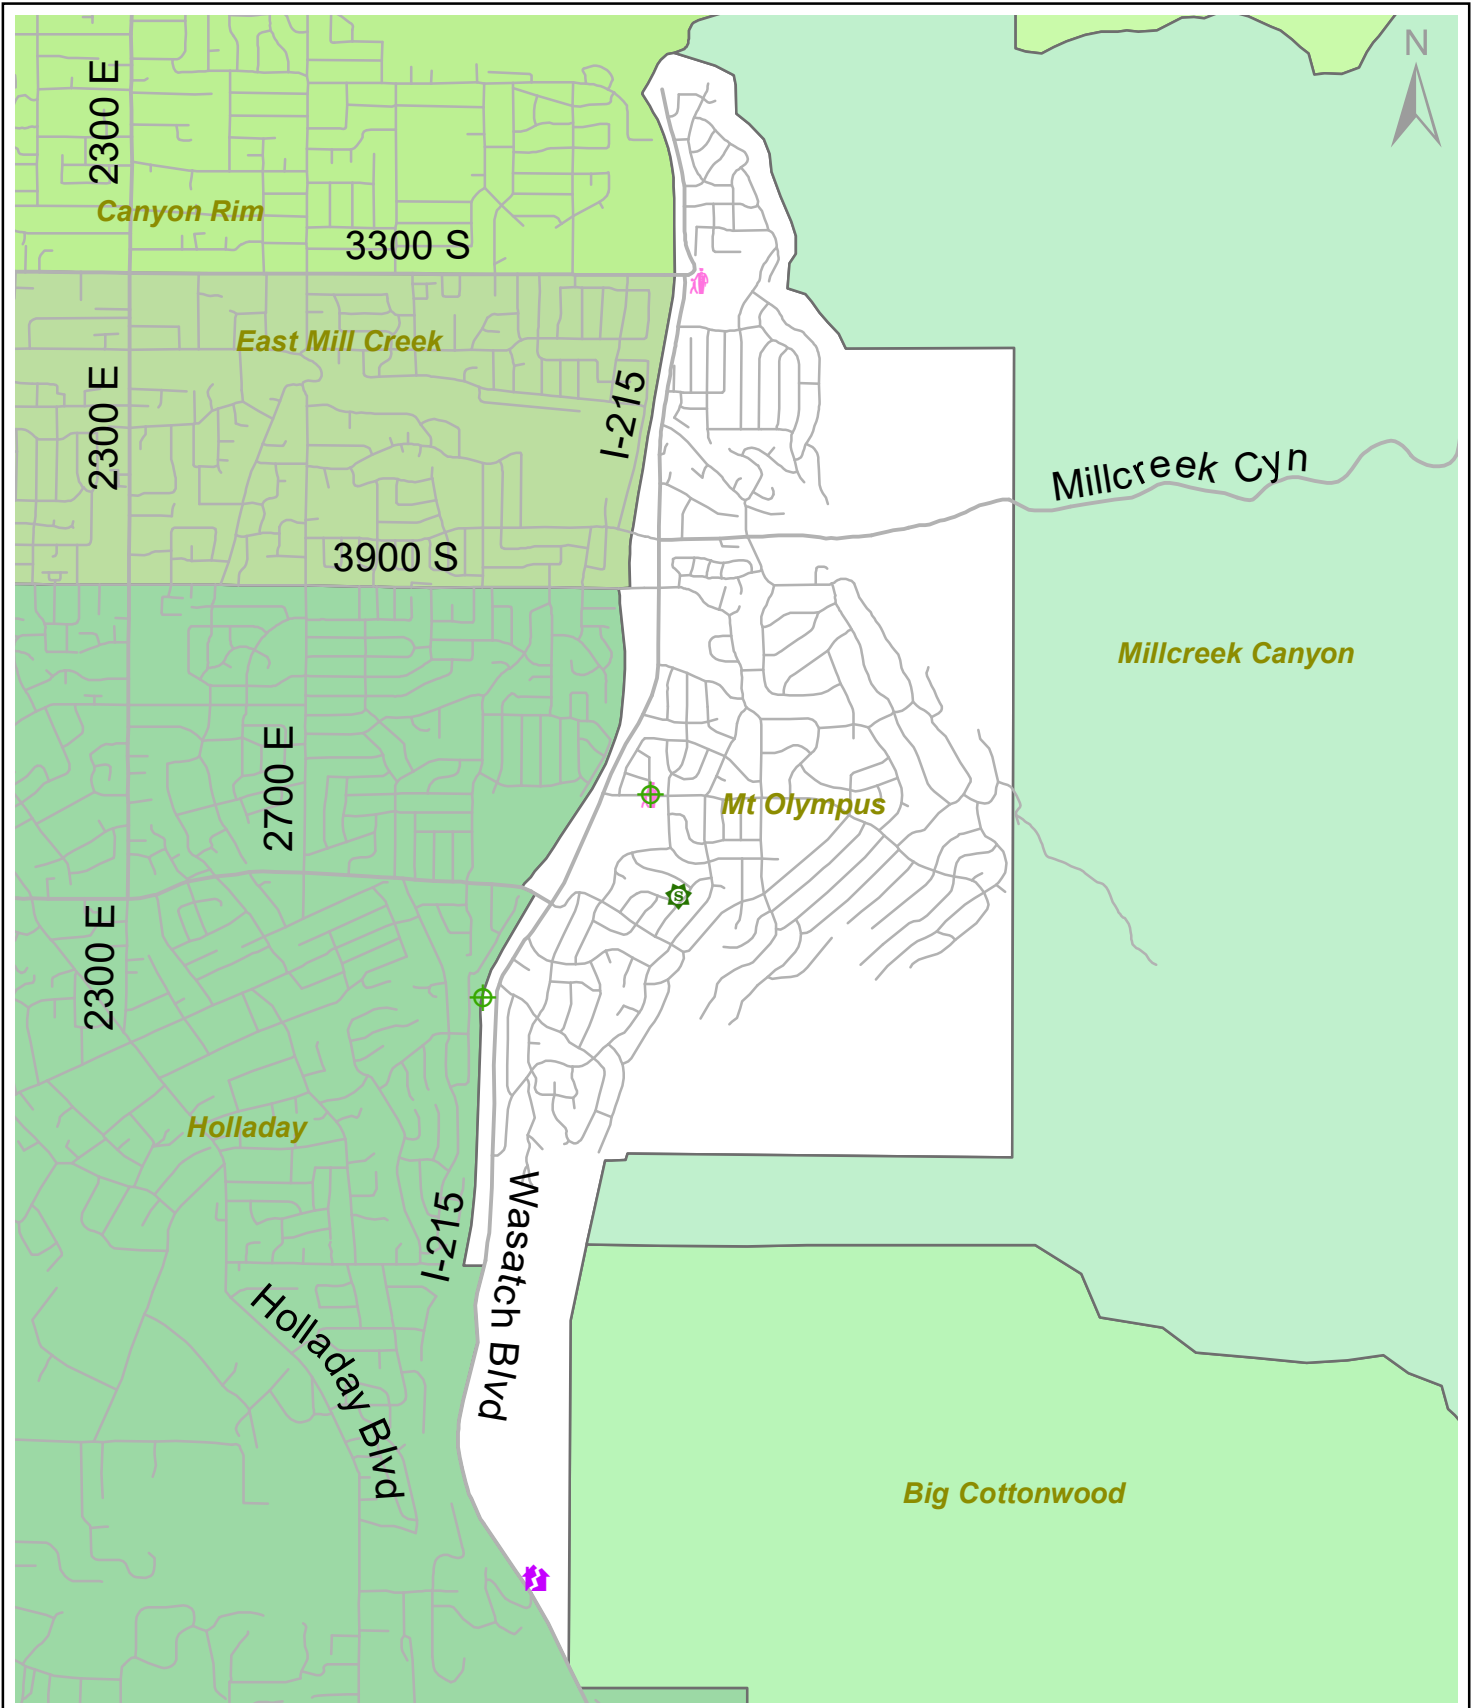 N
2300 E
Canyon Rim
3300 S
East Mill Creek
2300 E
I-215
Millcreek Cyn
3900 S
Millcreek Canyon
2700 E
Mt Olympus
S
2300 E
Holladay
I-215
Wasatch Blvd
Holladay Blvd
Big Cottonwood